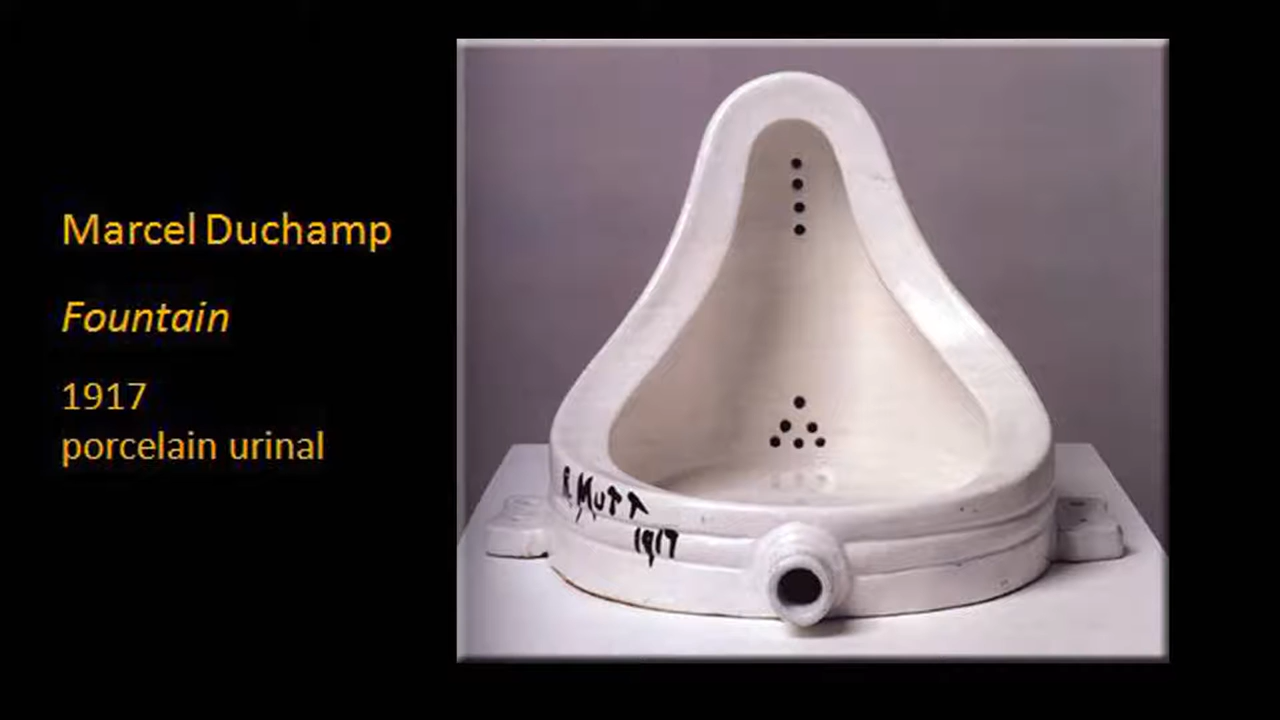 Marcel Duchamp
Fountain
1917
porcelain urinal
R. MUTT
1917